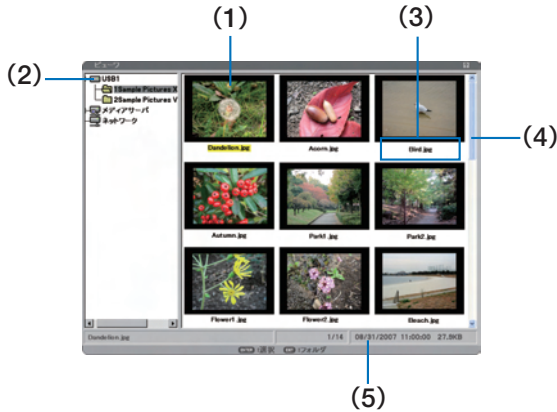 (1)
(3)
(2)
(4)
ビューワ
USB1
1Sample Pictures X
2Sample Pictures V
メディアサーバ
ネットワーク
Dandelion.jpg
Acorn.jpg
Bird.jpg
Autumn.jpg
Park1.jpg
Park2.jpg
Flower1.jpg
Flower2.jpg
Beach.jpg
Dandelion.jpg 1/14 08/31/2007 11:00:00 27.9KB
ENTER :選択 EXIT :フォルダ
(5)